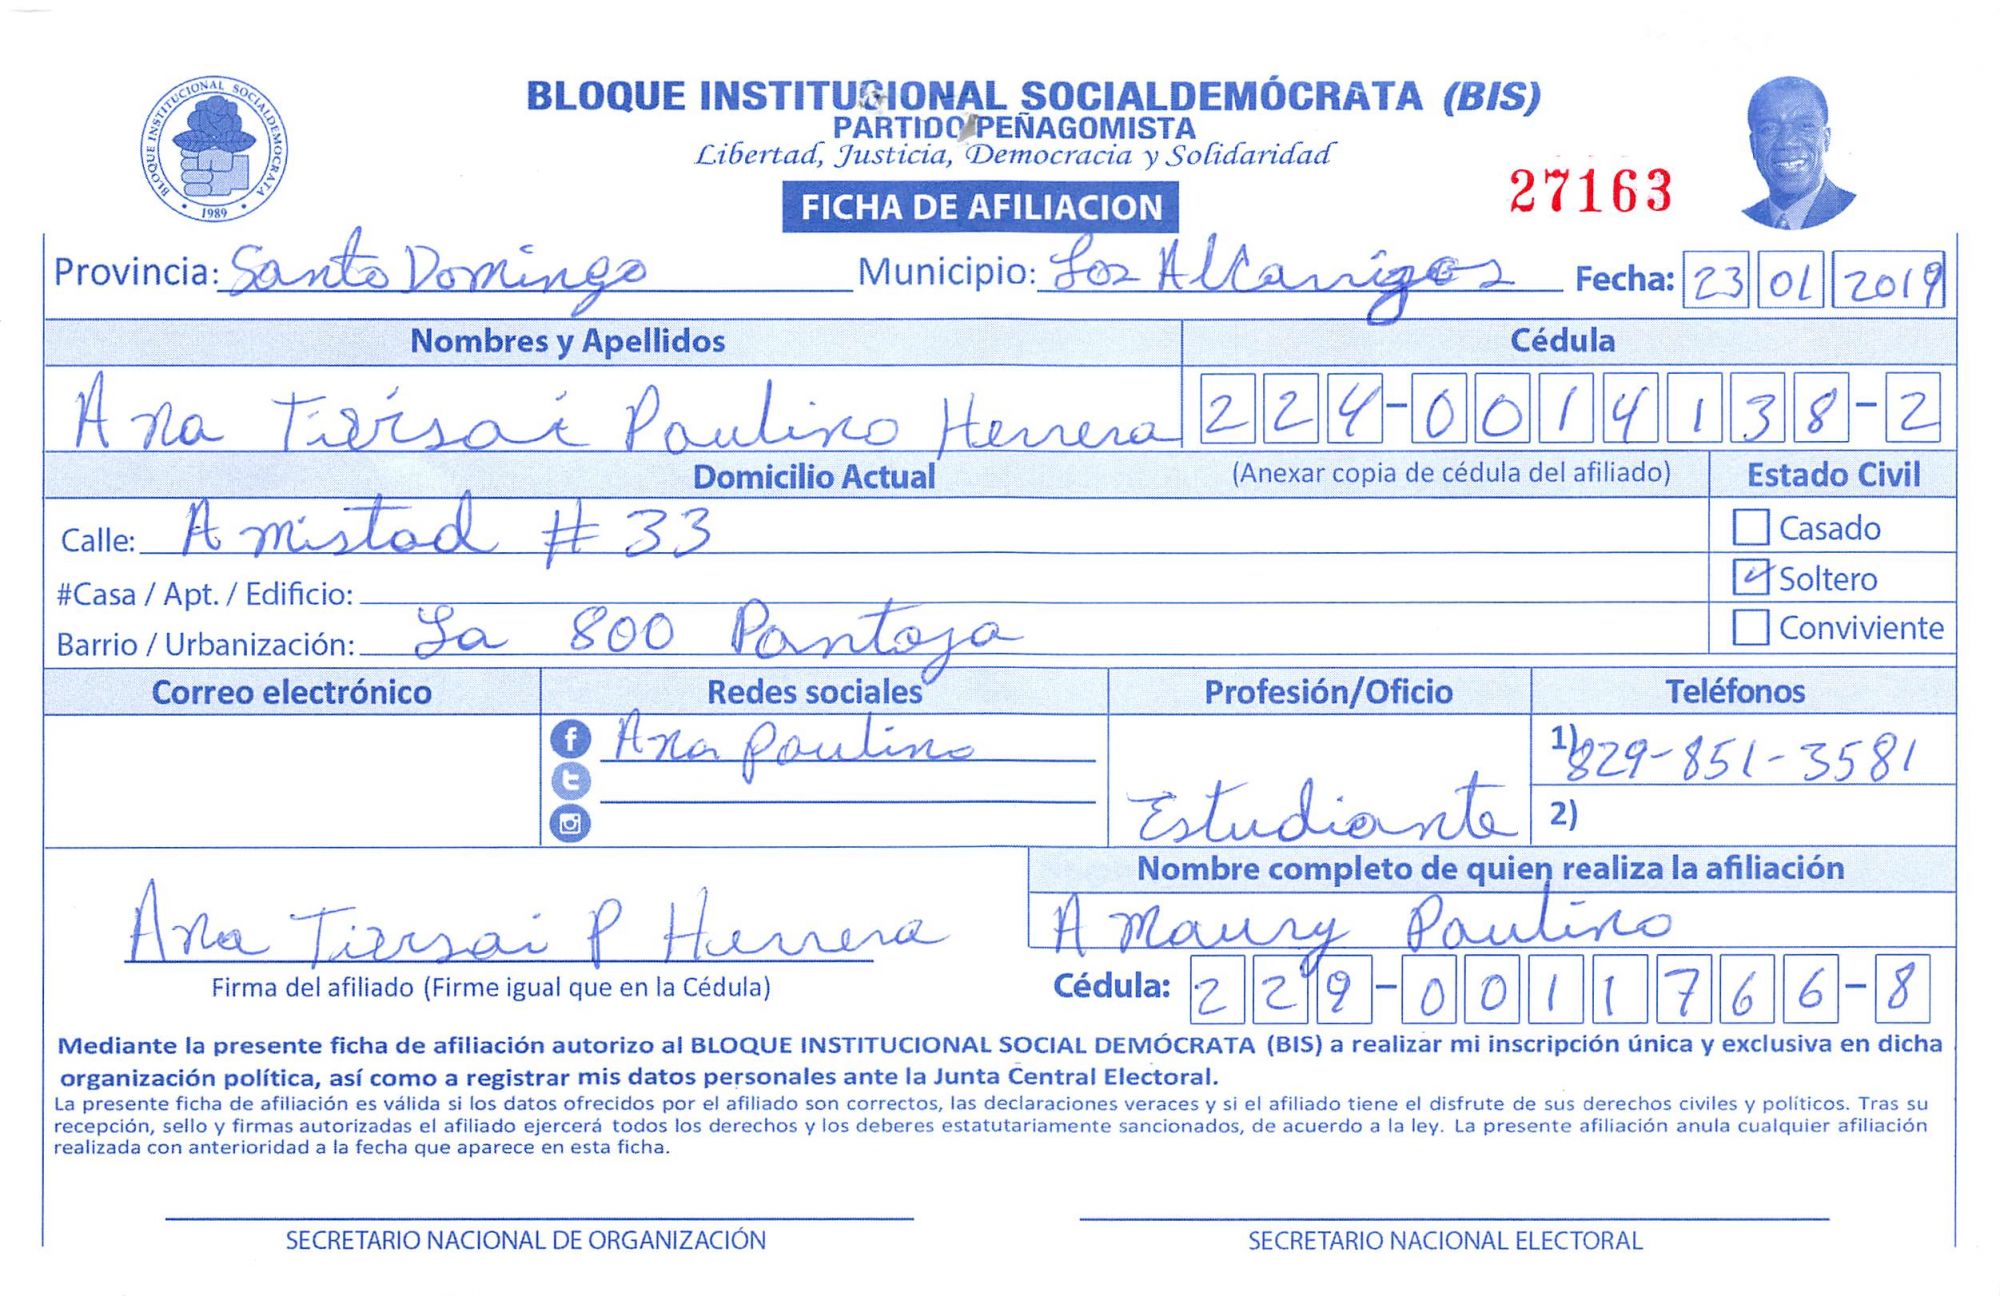 BLOQUE INSTITUCIONAL SOCIALDEMOCRATA
1989
BLOQUE INSTITUCIONAL SOCIALDEMÓCRATA (BIS)
PARTIDO PEÑAGOMISTA
Libertad, Justicia, Democracia y Solidaridad
FICHA DE AFILIACION
27163
Provincia: Santo Domingo Municipio: Los Alcarrizos Fecha: 23 01 2019
Nombres y Apellidos Cédula
Ana Tiersai Paulino Herrera 224-0014138-2
Domicilio Actual (Anexar copia de cédula del afiliado) Estado Civil
Calle: Amistad # 33 Casado
#Casa / Apt. / Edificio: Soltero
Barrio / Urbanización: La 800 Pantoja Conviviente
Correo electrónico Redes sociales Profesión/Oficio Teléfonos
Ana Paulino Estudiante 1) 829-851-3581
2)
Nombre completo de quien realiza la afiliación
Ana Tiersai P Herrera Amaury Paulino
Firma del afiliado (Firme igual que en la Cédula) Cédula: 229-0011766-8
Mediante la presente ficha de afiliación autorizo al BLOQUE INSTITUCIONAL SOCIAL DEMÓCRATA (BIS) a realizar mi inscripción única y exclusiva en dicha
organización política, así como a registrar mis datos personales ante la Junta Central Electoral.
La presente ficha de afiliación es válida si los datos ofrecidos por el afiliado son correctos, las declaraciones veraces y si el afiliado tiene el disfrute de sus derechos civiles y políticos. Tras su
recepción, sello y firmas autorizadas el afiliado ejercerá todos los derechos y los deberes estatutariamente sancionados, de acuerdo a la ley. La presente afiliación anula cualquier afiliación
realizada con anterioridad a la fecha que aparece en esta ficha.
SECRETARIO NACIONAL DE ORGANIZACIÓN SECRETARIO NACIONAL ELECTORAL